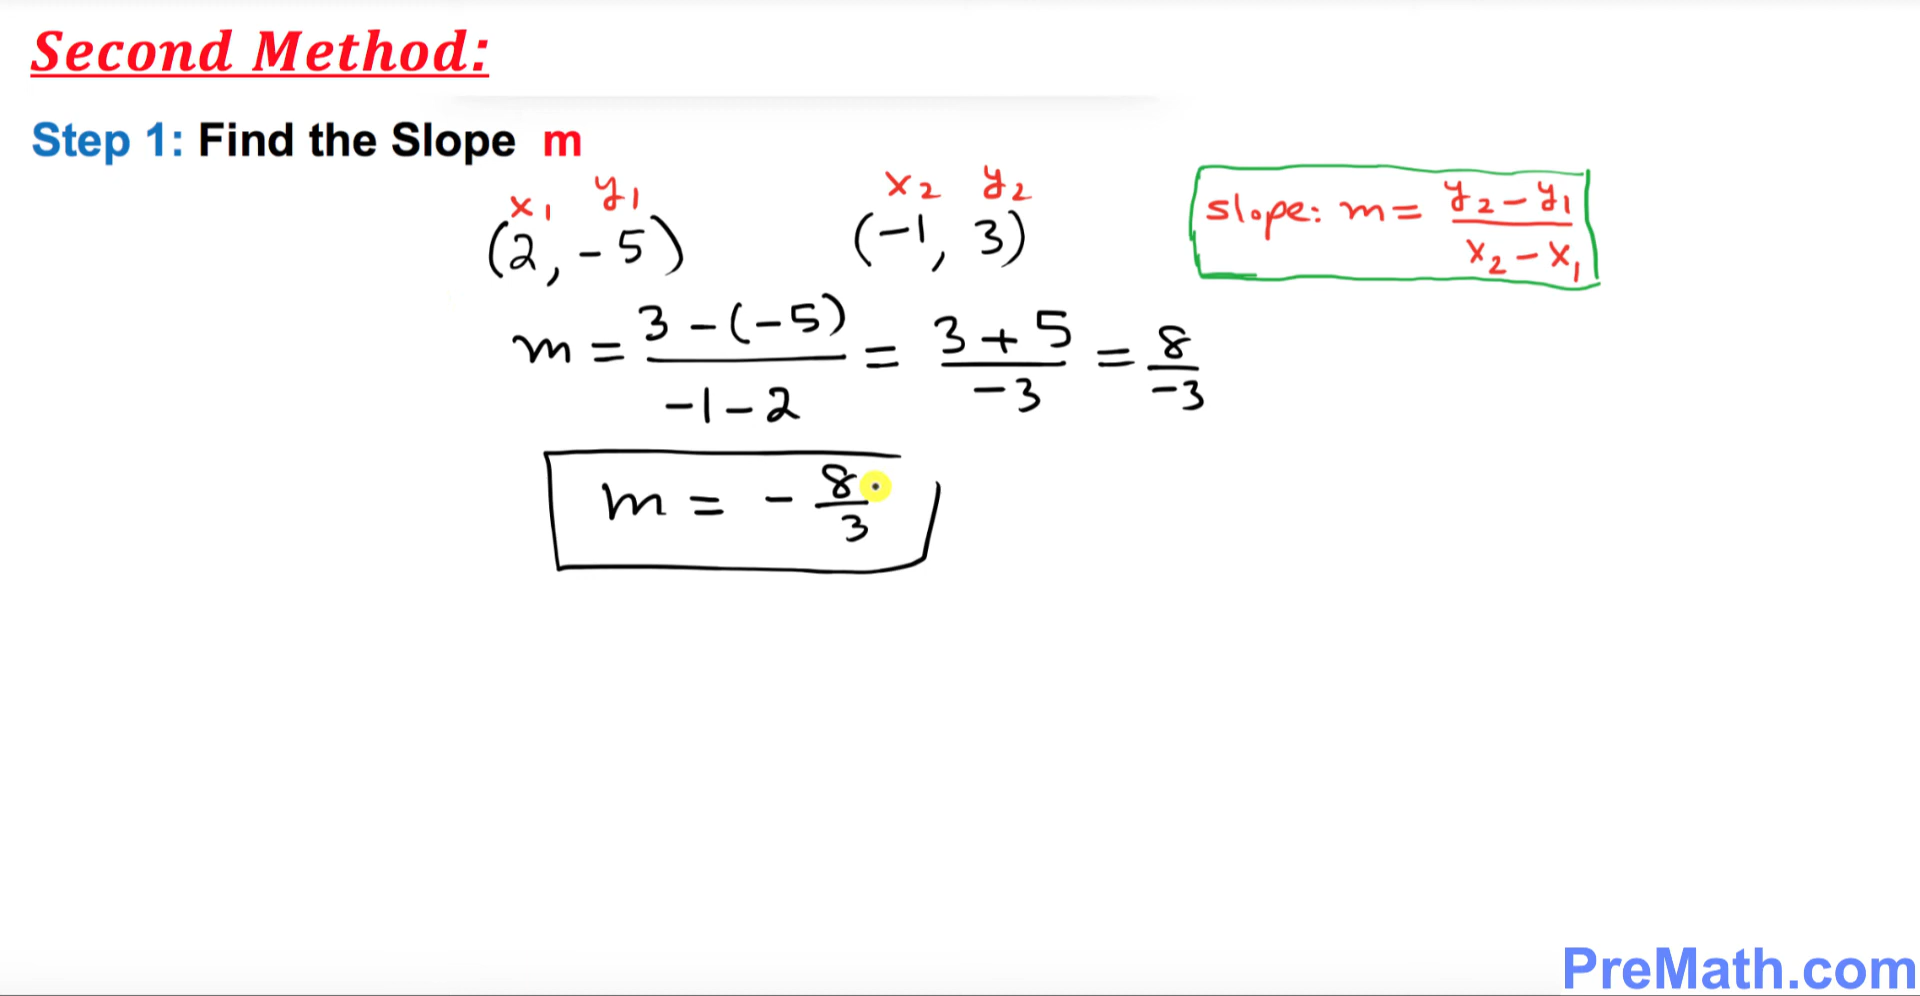 Second Method:
Step 1: Find the Slope m
x₁ y₁ x₂ y₂
(2, -5) (-1, 3)
slope: m = y₂ - y₁ / x₂ - x₁
m = 3 - (-5) / -1 - 2 = 3 + 5 / -3 = 8 / -3
m = - 8/3
PreMath.com